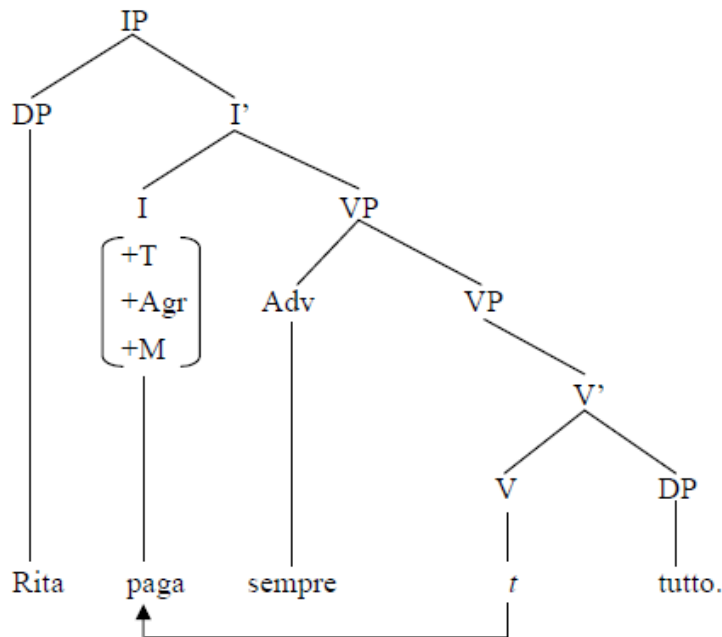 IP
DP I’
I VP
+T
+Agr Adv VP
+M
V’
V DP
Rita paga sempre t tutto.